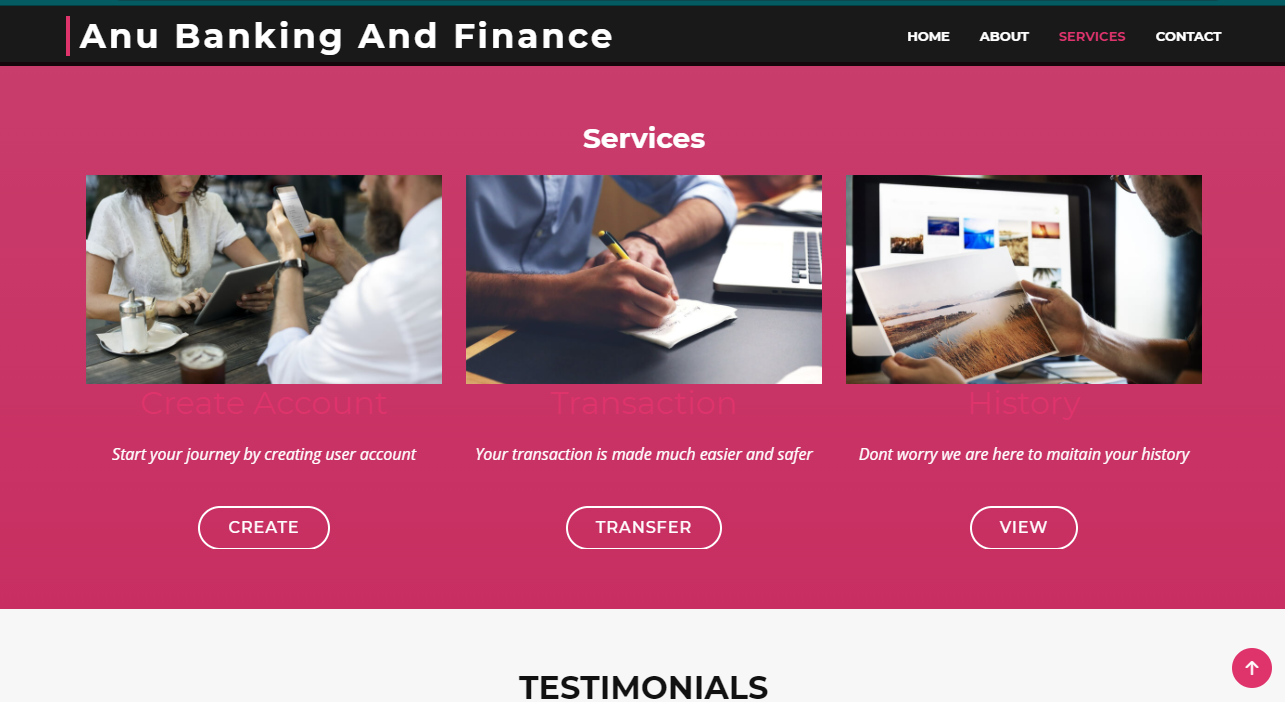 Anu Banking And Finance
HOME ABOUT SERVICES CONTACT
Services
Create Account
Start your journey by creating user account
CREATE
Transaction
Your transaction is made much easier and safer
TRANSFER
History
Dont worry we are here to maitain your history
VIEW
TESTIMONIALS